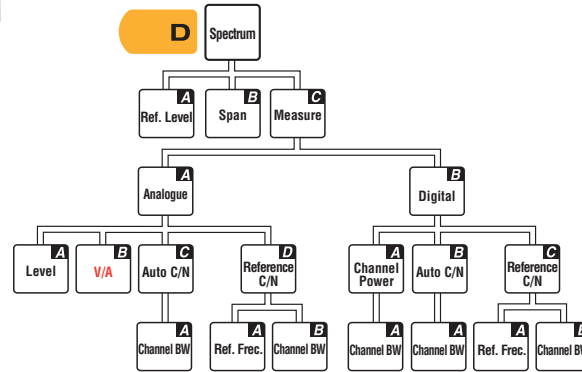 D
Spectrum
A
Ref. Level
B
Span
C
Measure
A
Analogue
B
Digital
A
Level
B
V/A
C
Auto C/N
D
Reference
C/N
A
Channel
Power
B
Auto C/N
C
Reference
C/N
A
Channel BW
A
Ref. Frec.
B
Channel BW
A
Channel BW
A
Channel BW
A
Ref. Frec.
B
Channel BW